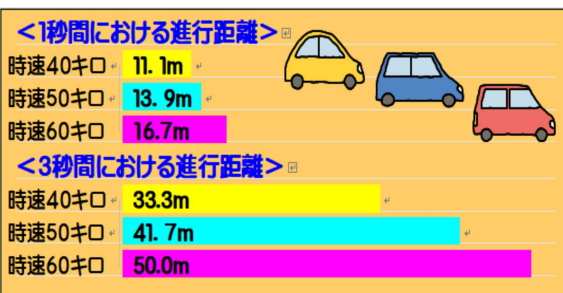 ＜1秒間における進行距離＞
時速40キロ 11.1m
時速50キロ 13.9m
時速60キロ 16.7m
＜3秒間における進行距離＞
時速40キロ 33.3m
時速50キロ 41.7m
時速60キロ 50.0m